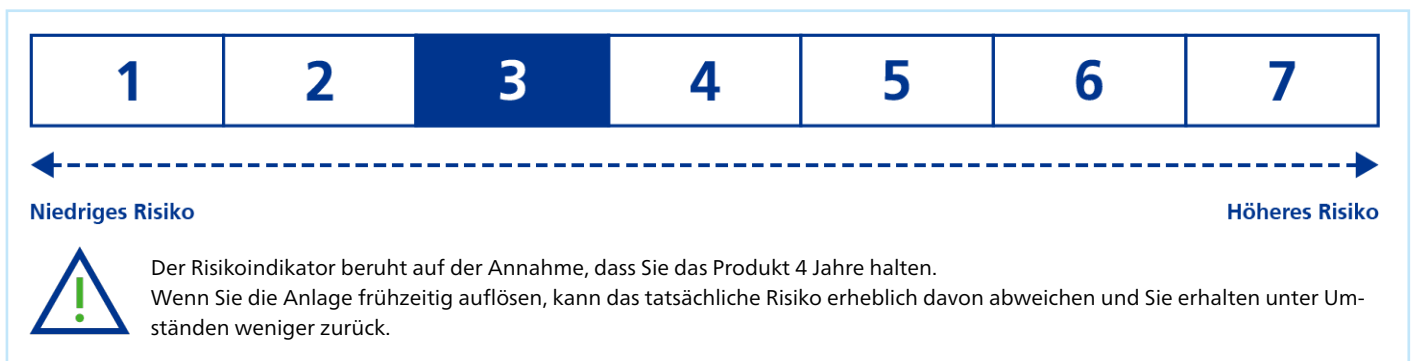 1 2 3 4 5 6 7
Niedriges Risiko Höheres Risiko
Der Risikoindikator beruht auf der Annahme, dass Sie das Produkt 4 Jahre halten.
Wenn Sie die Anlage frühzeitig auflösen, kann das tatsächliche Risiko erheblich davon abweichen und Sie erhalten unter Um-
ständen weniger zurück.